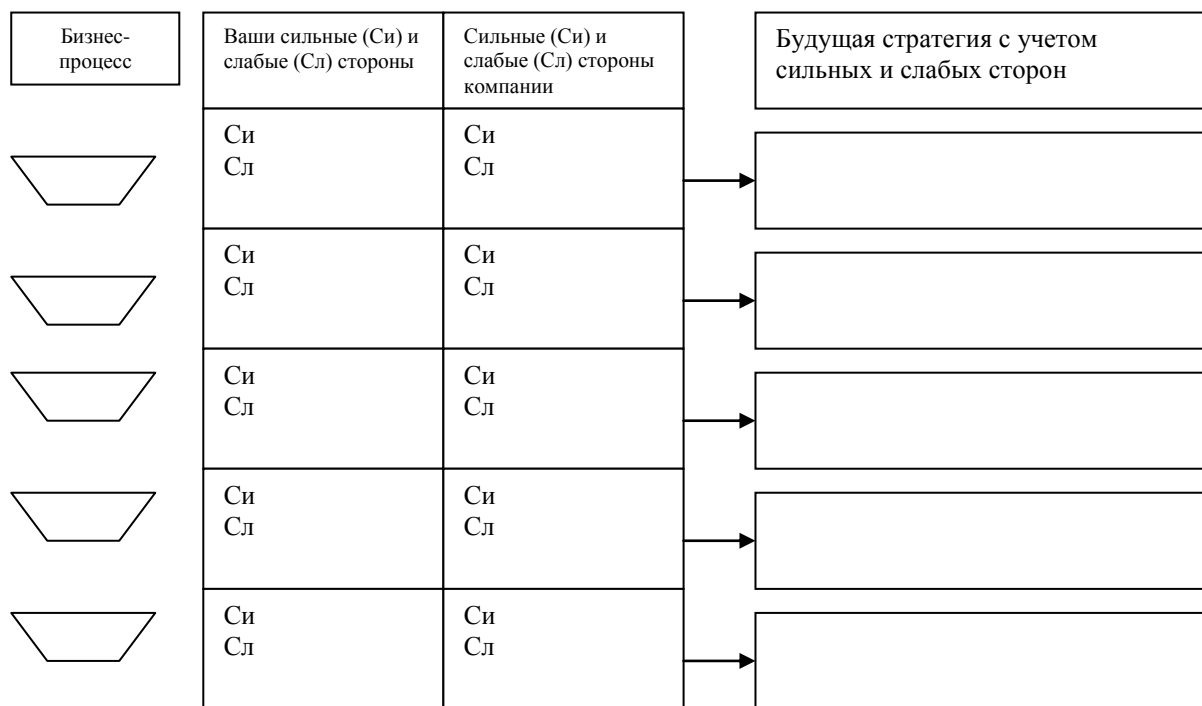 Бизнес-
процесс
Ваши сильные (Си) и
слабые (Сл) стороны
Сильные (Си) и
слабые (Сл) стороны
компании
Будущая стратегия с учетом
сильных и слабых сторон
Си
Сл
Си
Сл
Си
Сл
Си
Сл
Си
Сл
Си
Сл
Си
Сл
Си
Сл
Си
Сл
Си
Сл